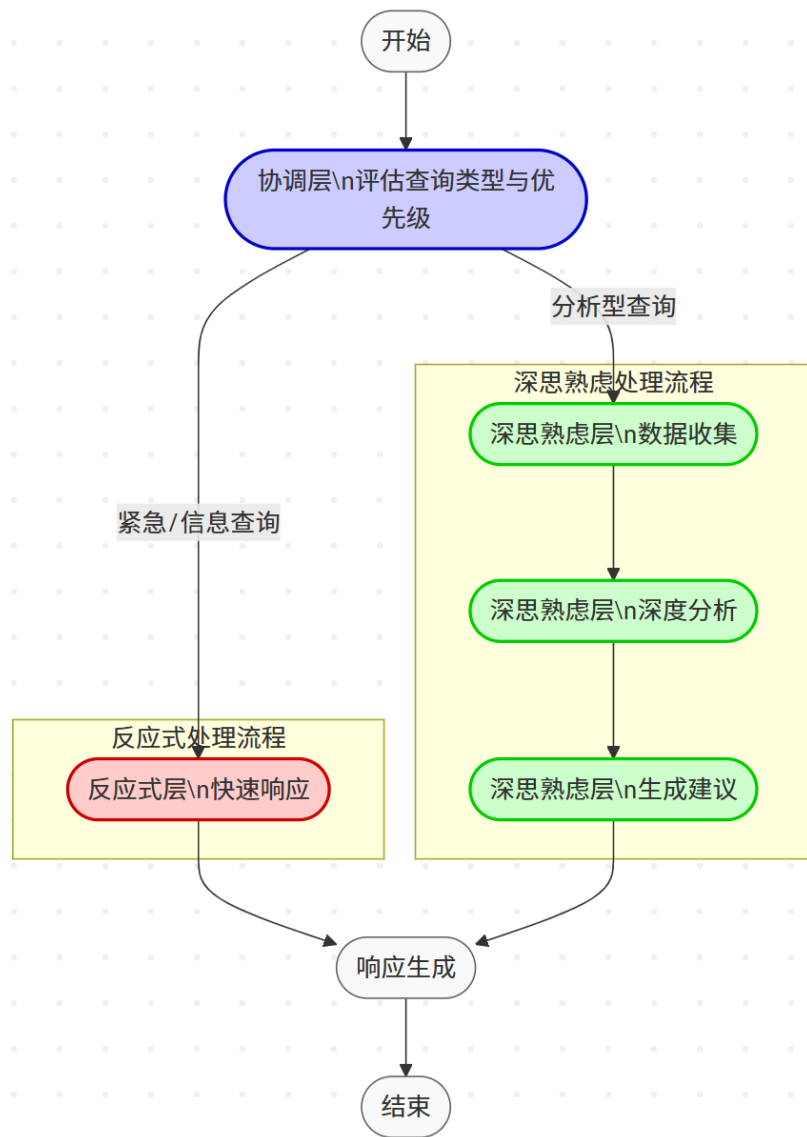 开始
协调层\n评估查询类型与优
先级
分析型查询
深思熟虑处理流程
深思熟虑层\n数据收集
紧急/信息查询
深思熟虑层\n深度分析
反应式处理流程
反应式层\n快速响应
深思熟虑层\n生成建议
响应生成
结束